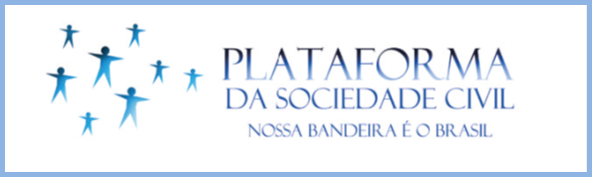 PLATAFORMA
DA SOCIEDADE CIVIL
NOSSA BANDEIRA É O BRASIL